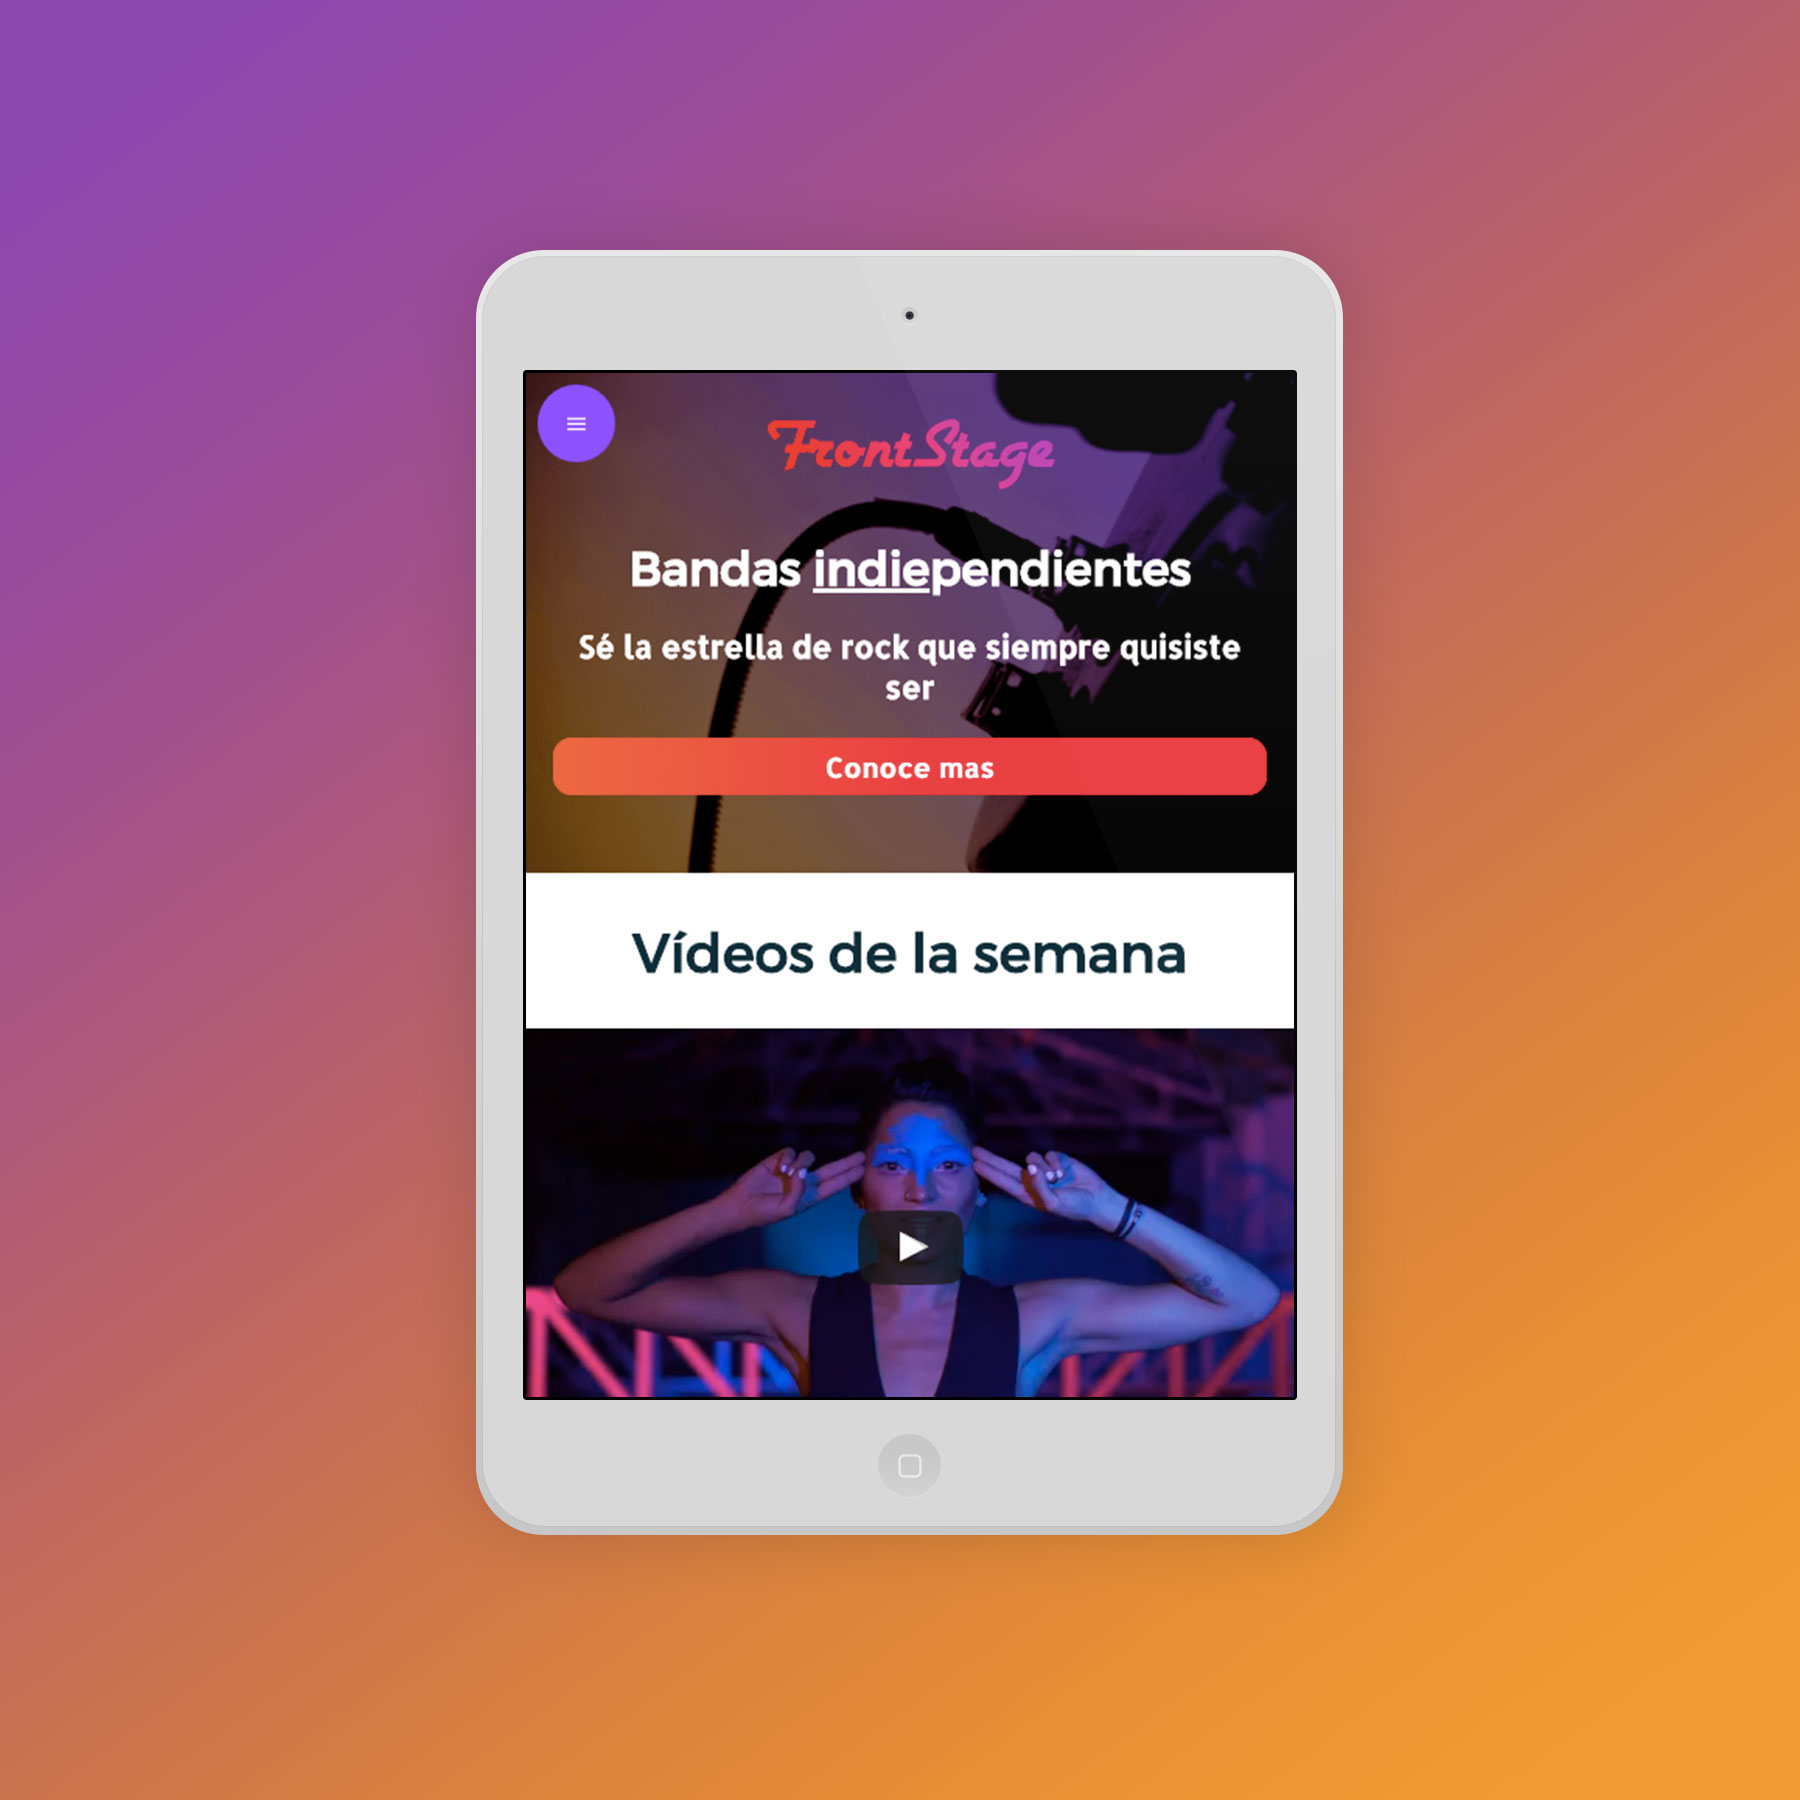 FrontStage
Bandas indiependientes
Sé la estrella de rock que siempre quisiste
ser
Conoce mas
Vídeos de la semana